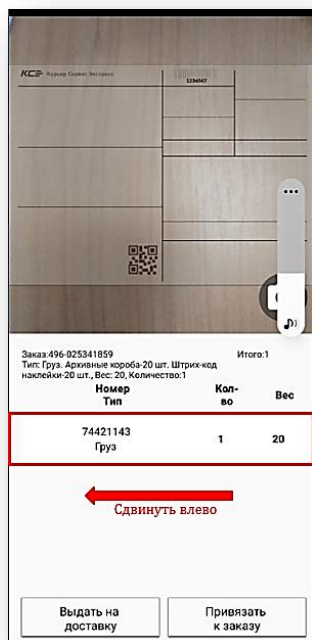 КСЕ Курьер Сервис Экспресс
1234567
Заказ:496-025341859 Итого:1
Тип: Груз. Архивные короба-20 шт. Штрих-код
наклейки-20 шт., Вес: 20, Количество:1
Номер Тип Кол-во Вес
74421143 Груз 1 20
Сдвинуть влево
Выдать на доставку
Привязать к заказу